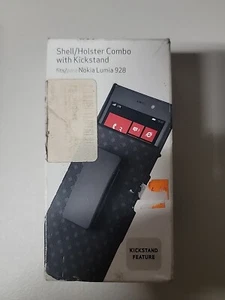 Shell/Holster Combo
with Kickstand
Nokia Lumia 928
KICKSTAND
FEATURE